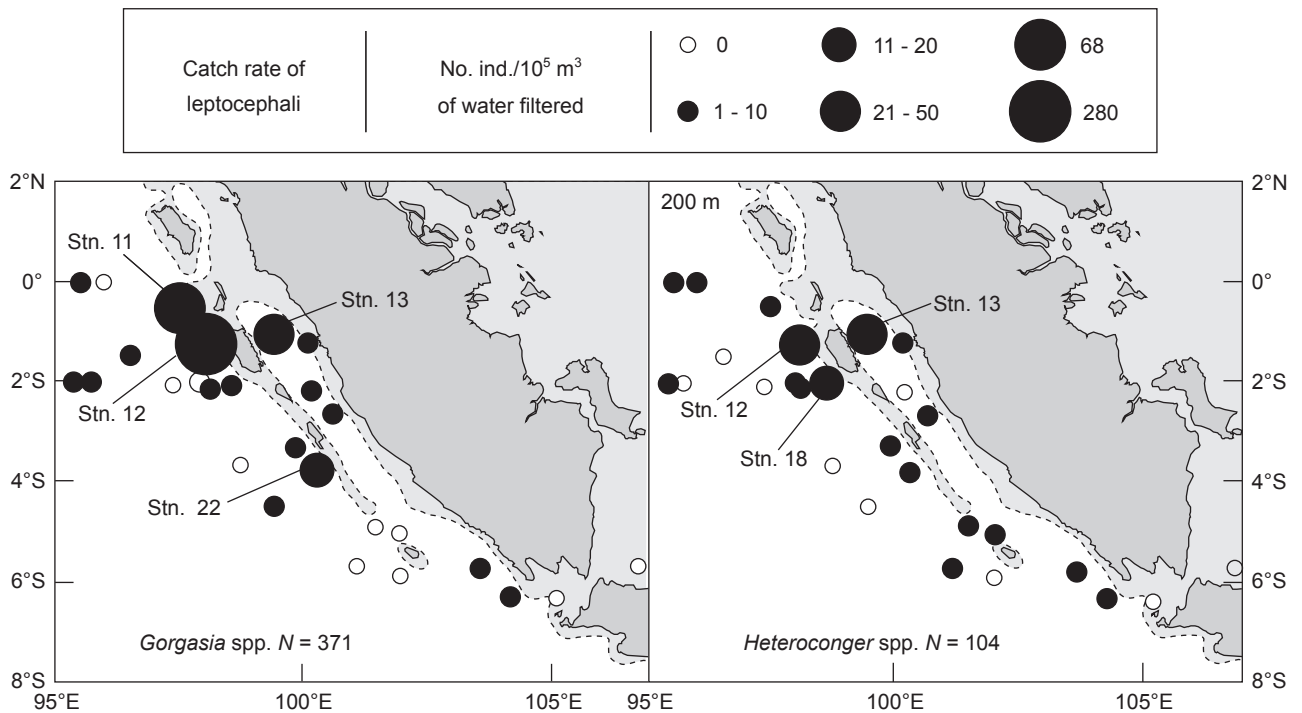 Catch rate of
leptocephali
No. ind./10⁵ m³
of water filtered
0
11 - 20
68
1 - 10
21 - 50
280
2°N
200 m
2°N
Stn. 11
0°
Stn. 13
Stn. 13
0°
2°S
Stn. 12
Stn. 12
2°S
Stn. 18
4°S
Stn. 22
4°S
6°S
6°S
Gorgasia spp. N = 371
Heteroconger spp. N = 104
8°S
8°S
95°E
100°E
105°E
95°E
100°E
105°E